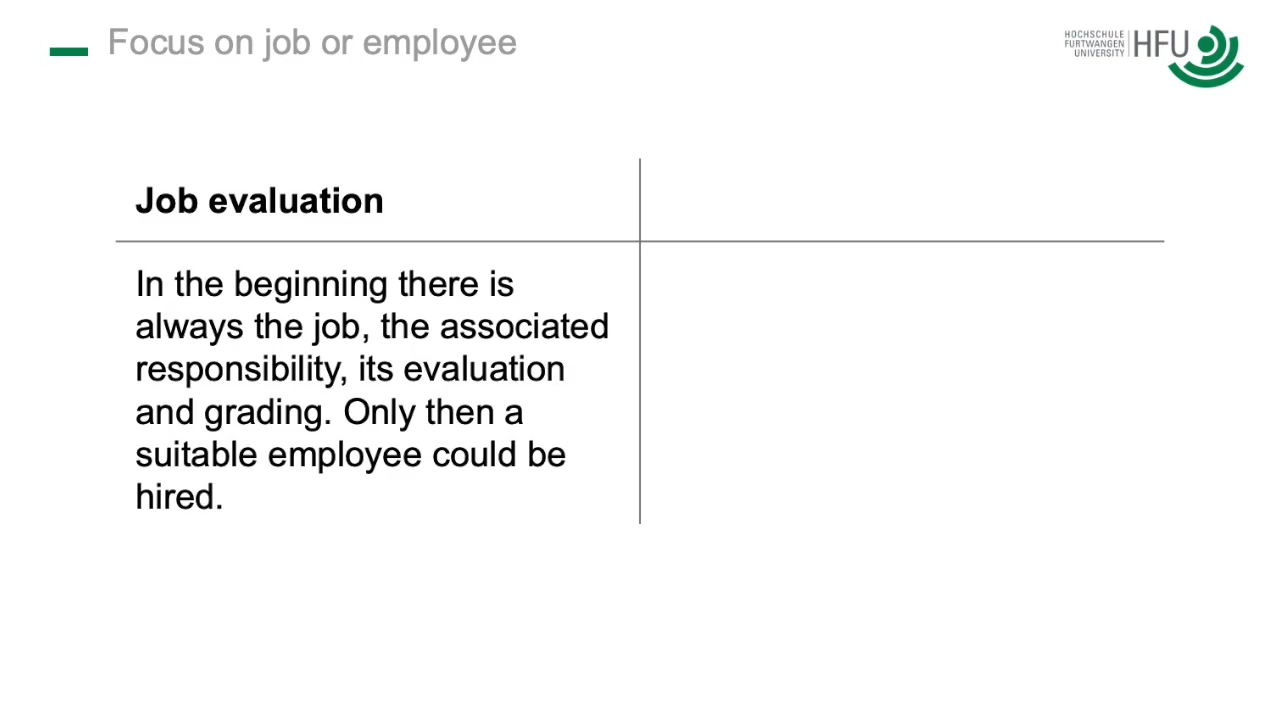 Focus on job or employee
HOCHSCHULE
FURTWANGEN
UNIVERSITY
HFU
Job evaluation
In the beginning there is
always the job, the associated
responsibility, its evaluation
and grading. Only then a
suitable employee could be
hired.